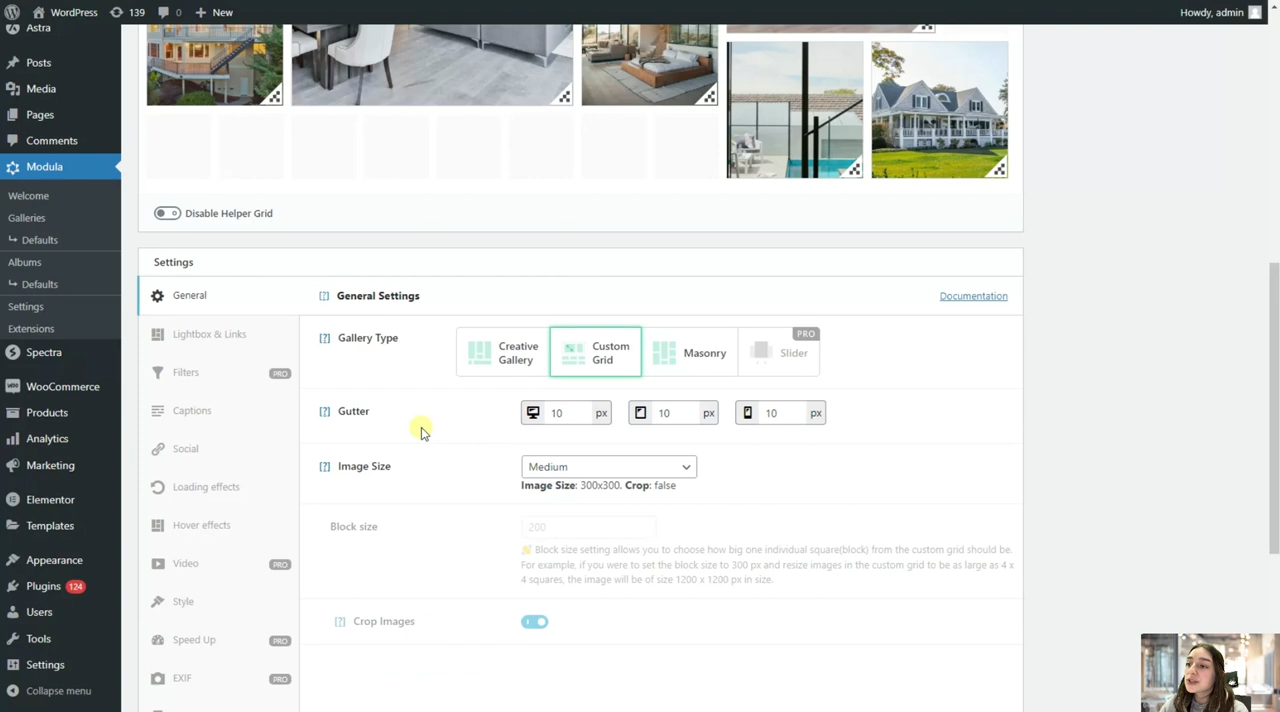 WordPress
139
0
New
Howdy, admin
Astra
Posts
Media
Pages
Comments
Modula
Welcome
Galleries
↳ Defaults
Albums
↳ Defaults
Settings
Extensions
Spectra
WooCommerce
Products
Analytics
Marketing
Elementor
Templates
Appearance
Plugins 124
Users
Tools
Settings
Collapse menu
Disable Helper Grid
Settings
General
Lightbox & Links
Filters PRO
Captions
Social
Loading effects
Hover effects
Video PRO
Style
Speed Up PRO
EXIF PRO
[?] General Settings
Documentation
[?] Gallery Type
Creative
Gallery
Custom
Grid
Masonry
PRO
Slider
[?] Gutter
10 px
10 px
10 px
[?] Image Size
Medium
Image Size: 300x300, Crop: false
Block size
200
👋 Block size setting allows you to choose how big one individual square(block) from the custom grid should be.
For example, if you were to set the block size to 300 px and resize images in the custom grid to be as large as 4 x
4 squares, the image will be of size 1200 x 1200 px in size.
[?] Crop Images